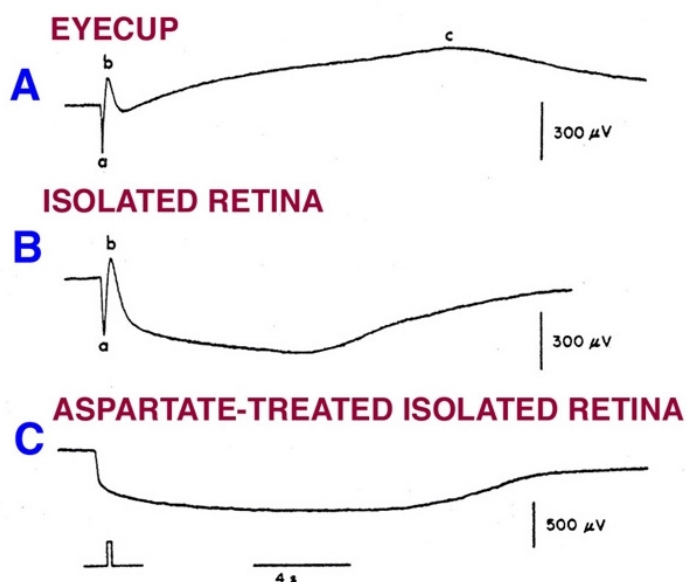 EYECUP
c
b
A
300 µV
a
ISOLATED RETINA
b
B
a
300 µV
ASPARTATE-TREATED ISOLATED RETINA
C
500 µV
4 s